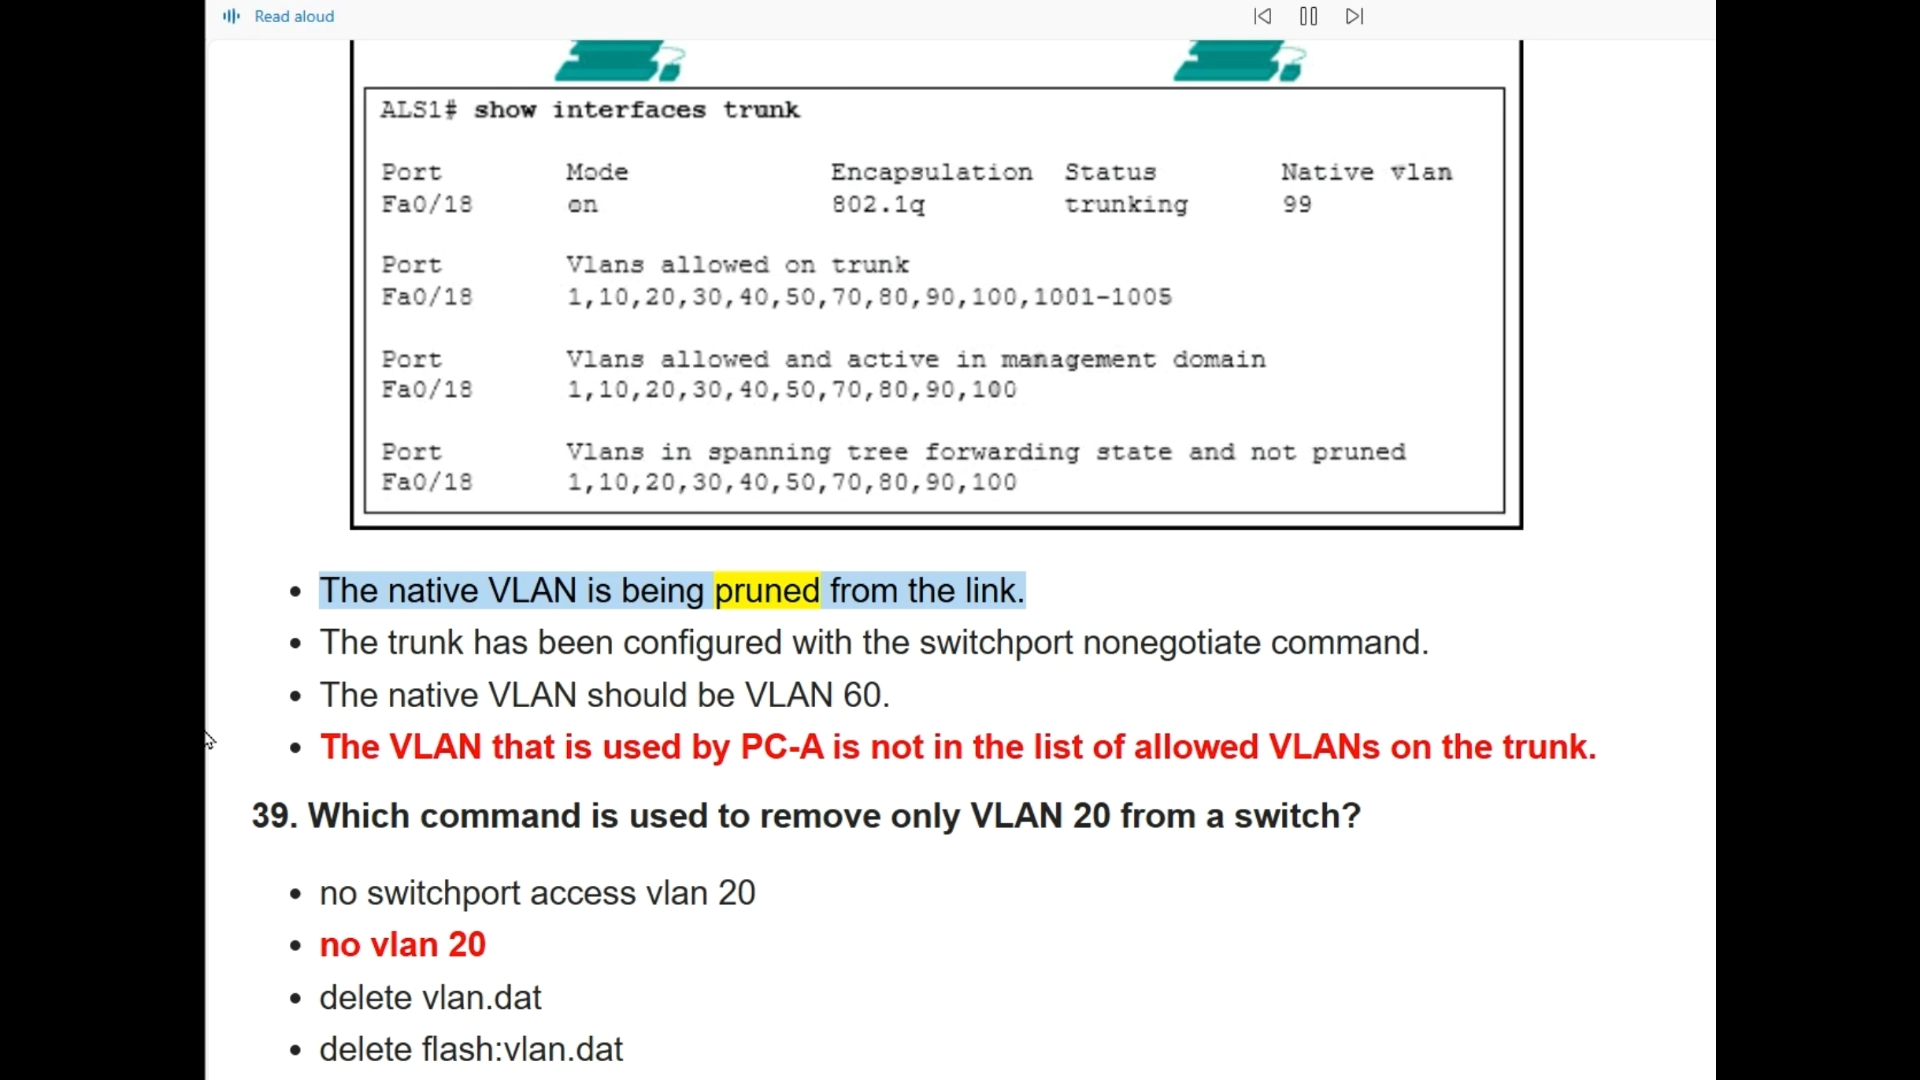 Read aloud
ALS1# show interfaces trunk
Port Mode Encapsulation Status Native vlan
Fa0/18 on 802.1q trunking 99
Port Vlans allowed on trunk
Fa0/18 1,10,20,30,40,50,70,80,90,100,1001-1005
Port Vlans allowed and active in management domain
Fa0/18 1,10,20,30,40,50,70,80,90,100
Port Vlans in spanning tree forwarding state and not pruned
Fa0/18 1,10,20,30,40,50,70,80,90,100
• The native VLAN is being pruned from the link.
• The trunk has been configured with the switchport nonegotiate command.
• The native VLAN should be VLAN 60.
• The VLAN that is used by PC-A is not in the list of allowed VLANs on the trunk.
39. Which command is used to remove only VLAN 20 from a switch?
• no switchport access vlan 20
• no vlan 20
• delete vlan.dat
• delete flash:vlan.dat